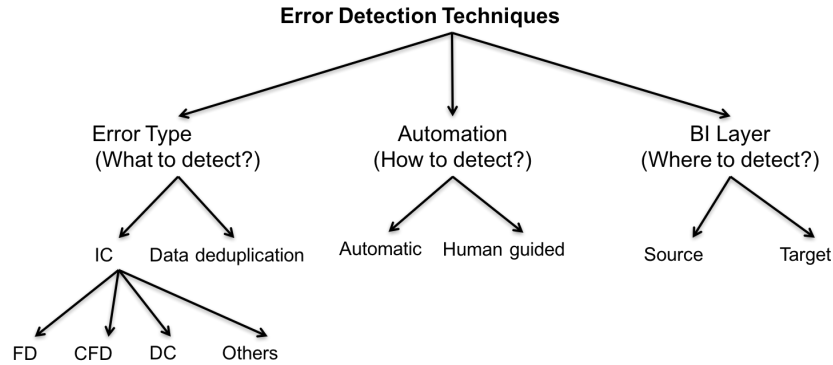 Error Detection Techniques
Error Type
(What to detect?)
Automation
(How to detect?)
BI Layer
(Where to detect?)
IC
Data deduplication
Automatic
Human guided
Source
Target
FD
CFD
DC
Others